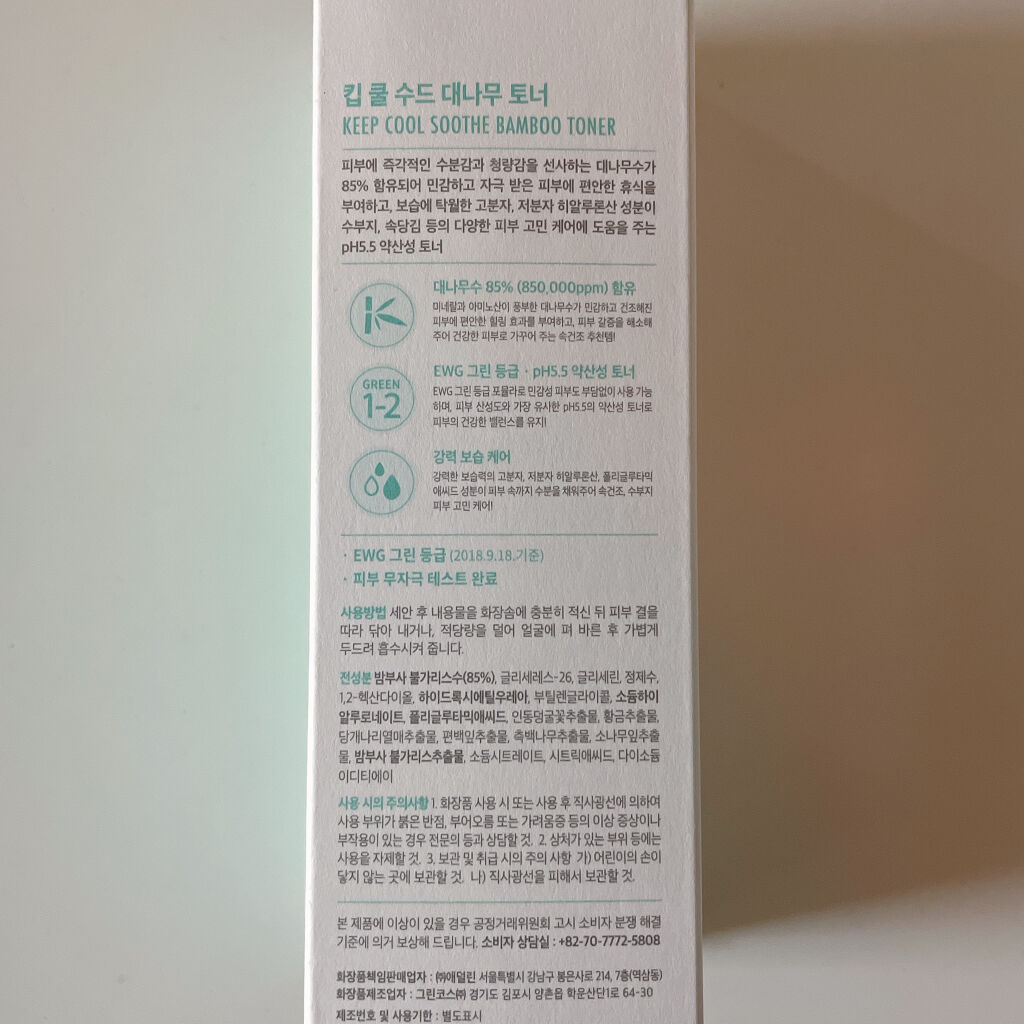 킵 쿨 수드 대나무 토너
KEEP COOL SOOTHE BAMBOO TONER
피부에 즉각적인 수분감과 청량감을 선사하는 대나무수가
85% 함유되어 민감하고 자극 받은 피부에 편안한 휴식을
부여하고, 보습에 탁월한 고분자, 저분자 히알루론산 성분이
수부지, 속당김 등의 다양한 피부 고민 케어에 도움을 주는
pH5.5 약산성 토너
대나무수 85% (850,000ppm) 함유
미네랄과 아미노산이 풍부한 대나무수가 민감하고 건조해진
피부에 편안한 힐링 효과를 부여하고, 피부 갈증을 해소해
주어 건강한 피부로 가꾸어 주는 속건조 추천템!
GREEN
1-2
EWG 그린 등급 · pH5.5 약산성 토너
EWG 그린 등급 포뮬라로 민감성 피부도 부담없이 사용 가능
하며, 피부 산성도와 가장 유사한 pH5.5의 약산성 토너로
피부의 건강한 밸런스를 유지!
강력 보습 케어
강력한 보습력의 고분자, 저분자 히알루론산, 폴리글루타믹
애씨드 성분이 피부 속까지 수분을 채워주어 속건조, 수부지
피부 고민 케어!
· EWG 그린 등급 (2018.9.18.기준)
· 피부 무자극 테스트 완료
사용방법 세안 후 내용물을 화장솜에 충분히 적신 뒤 피부 결을
따라 닦아 내거나, 적당량을 덜어 얼굴에 펴 바른 후 가볍게
두드려 흡수시켜 줍니다.
전성분 밤부사 불가리스수(85%), 글리세레스-26, 글리세린, 정제수,
1,2-헥산다이올, 하이드록시에틸우레아, 부틸렌글라이콜, 소듐하이
알루로네이트, 폴리글루타믹애씨드, 인동덩굴꽃추출물, 황금추출물,
당개나리열매추출물, 편백잎추출물, 측백나무추출물, 소나무잎추출
물, 밤부사 불가리스추출물, 소듐시트레이트, 시트릭애씨드, 다이소듐
이디티에이
사용 시의 주의사항 1. 화장품 사용 시 또는 사용 후 직사광선에 의하여
사용 부위가 붉은 반점, 부어오름 또는 가려움증 등의 이상 증상이나
부작용이 있는 경우 전문의 등과 상담할 것. 2. 상처가 있는 부위 등에는
사용을 자제할 것. 3. 보관 및 취급 시의 주의 사항 가) 어린이의 손이
닿지 않는 곳에 보관할 것. 나) 직사광선을 피해서 보관할 것.
본 제품에 이상이 있을 경우 공정거래위원회 고시 소비자 분쟁 해결
기준에 의거 보상해 드립니다. 소비자 상담실 : +82-70-7772-5808
화장품책임판매업자 : ㈜애덜린 서울특별시 강남구 봉은사로 214, 7층(역삼동)
화장품제조업자 : 그린코스㈜ 경기도 김포시 양촌읍 학운산단1로 64-30
제조번호 및 사용기한 : 별도표시